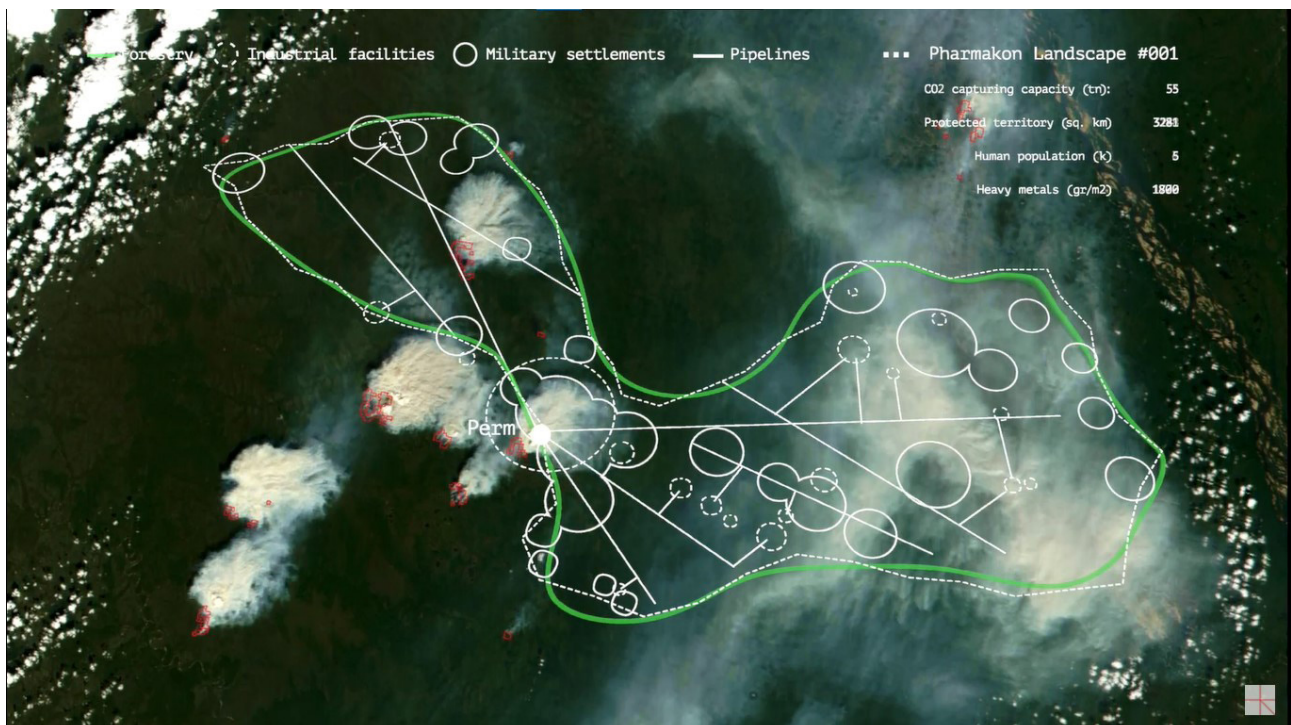 Forestry Industrial facilities Military settlements Pipelines
Pharmakon Landscape #001
CO2 capturing capacity (tn): 55
Protected territory (sq. km)
Human population (k) 5
Heavy metals (gr/m2)
Perm